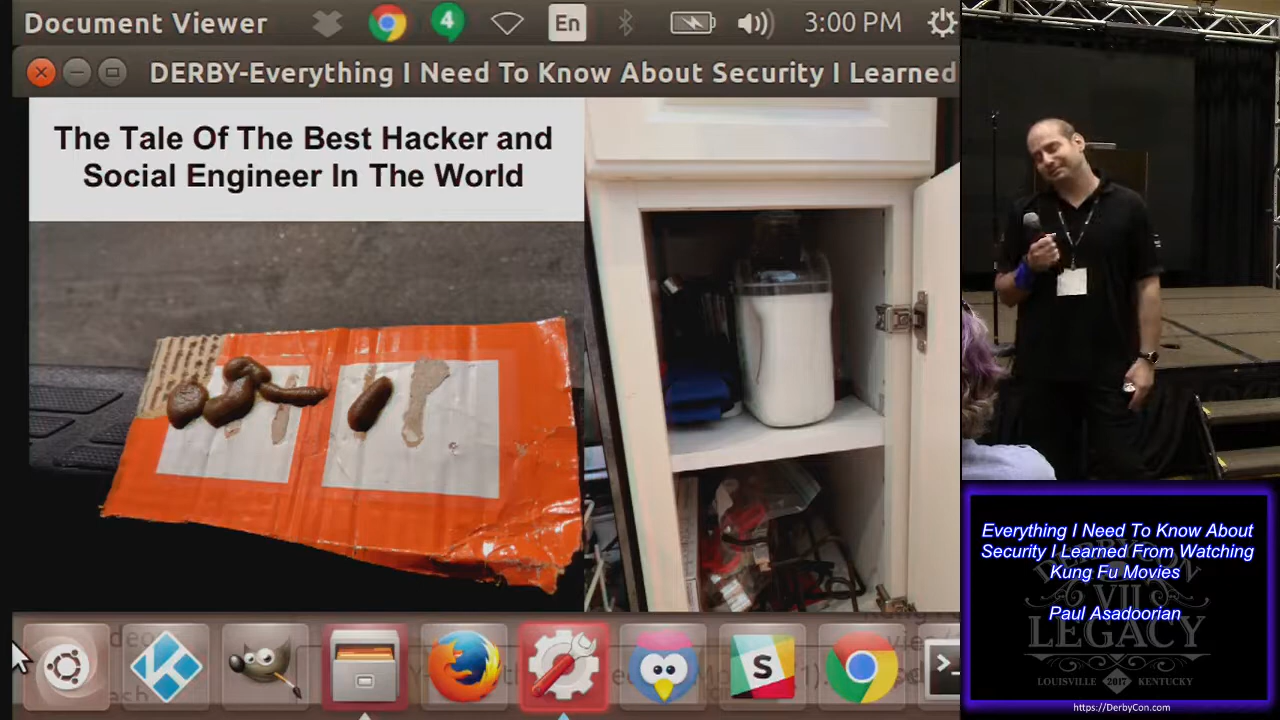 Document Viewer
4
En
3:00 PM
DERBY-Everything I Need To Know About Security I Learned
The Tale Of The Best Hacker and
Social Engineer In The World
S
>_
Everything I Need To Know About
Security I Learned From Watching
Kung Fu Movies
Paul Asadoorian
DERBYCON
VII
LEGACY
LOUISVILLE 2017 KENTUCKY
https://DerbyCon.com